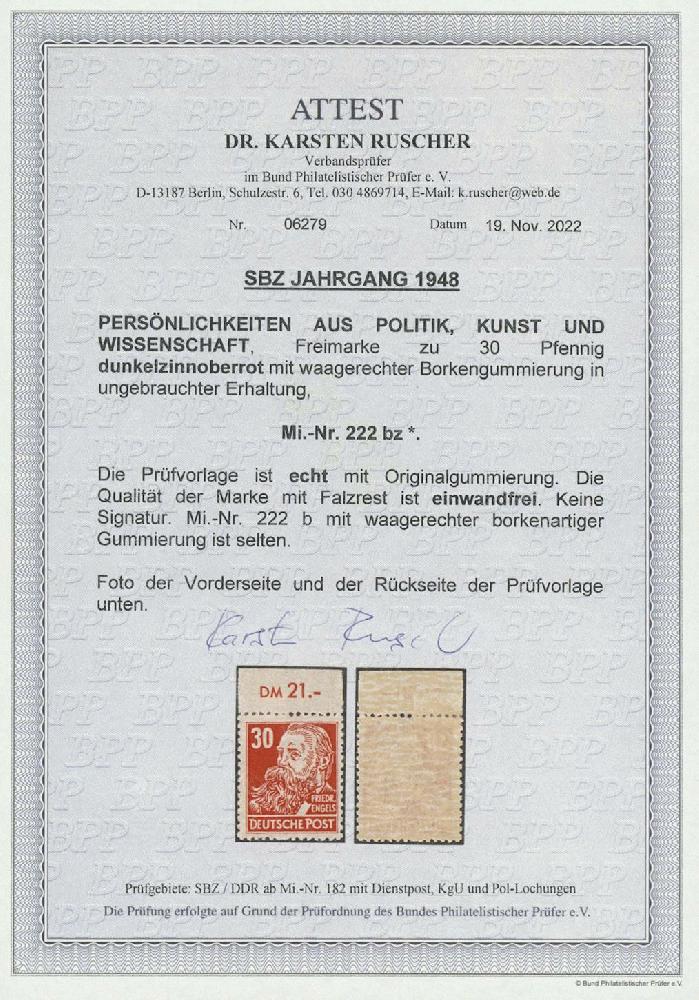 ATTEST
DR. KARSTEN RUSCHER
Verbandsprüfer
im Bund Philatelistischer Prüfer e. V.
D-13187 Berlin, Schulzestr. 6, Tel. 030 4869714, E-Mail: k.ruscher@web.de
Nr. 06279 Datum 19. Nov. 2022
SBZ JAHRGANG 1948
PERSÖNLICHKEITEN AUS POLITIK, KUNST UND
WISSENSCHAFT, Freimarke zu 30 Pfennig
dunkelzinnoberrot mit waagerechter Borkengummierung in
ungebrauchter Erhaltung,
Mi.-Nr. 222 bz *.
Die Prüfvorlage ist echt mit Originalgummierung. Die
Qualität der Marke mit Falzrest ist einwandfrei. Keine
Signatur. Mi.-Nr. 222 b mit waagerechter borkenartiger
Gummierung ist selten.
Foto der Vorderseite und der Rückseite der Prüfvorlage
unten.
DM 21.-
30
FRIEDR.
ENGELS
DEUTSCHE POST
Prüfgebiete: SBZ / DDR ab Mi.-Nr. 182 mit Dienstpost, KgU und Pol-Lochungen
Die Prüfung erfolgte auf Grund der Prüfordnung des Bundes Philatelistischer Prüfer e.V.
© Bund Philatelistischer Prüfer e.V.